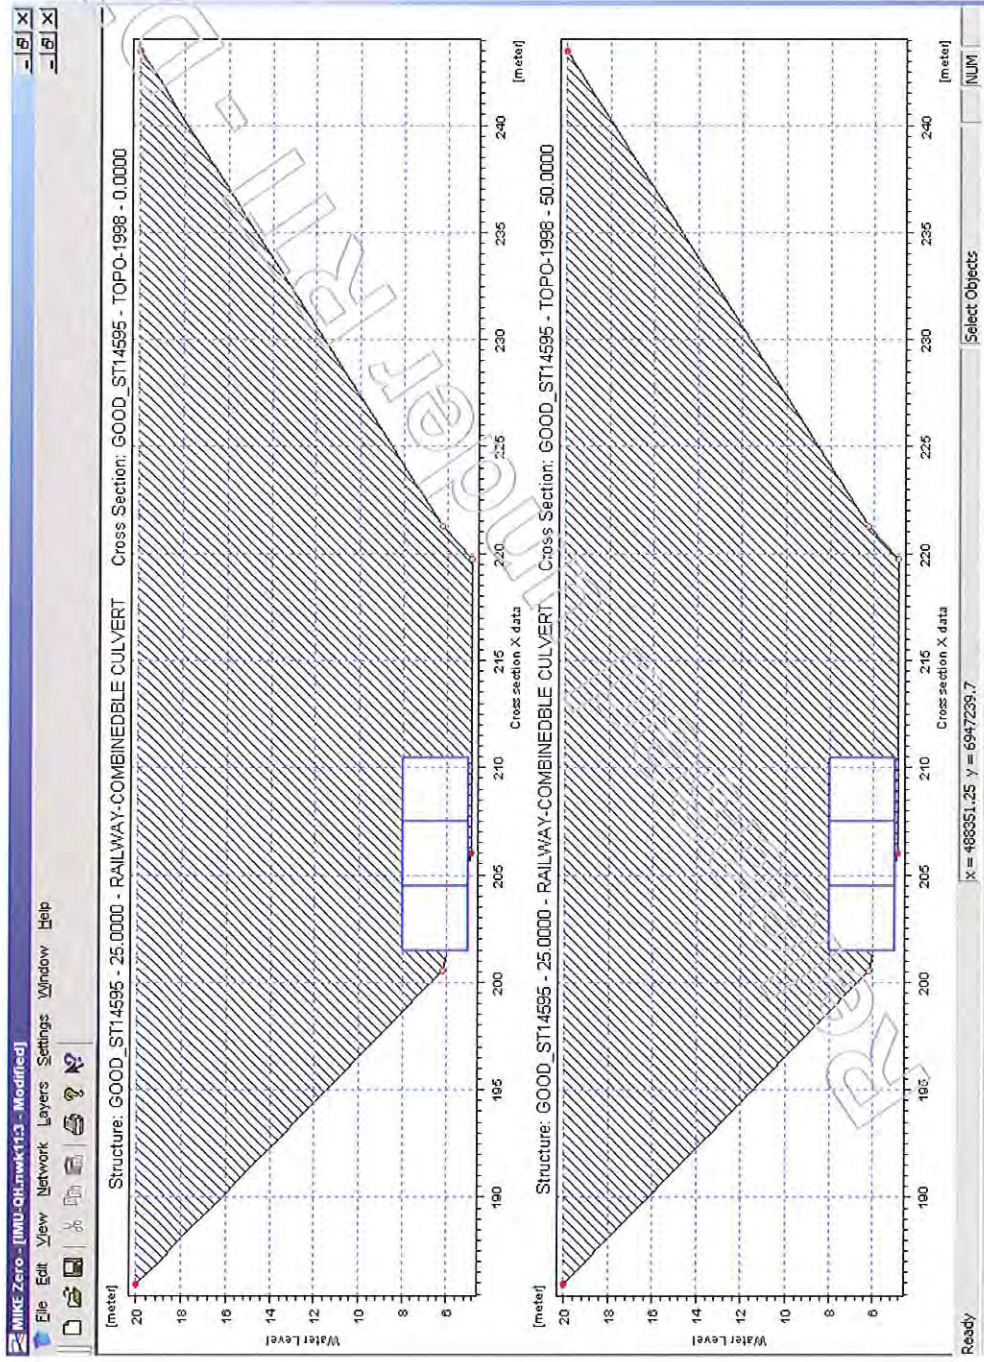 MIKE Zero - [IMU-QH.nwk11:3 - Modified]
File Edit View Network Layers Settings Window Help
[meter] Structure: GOOD_ST14595 - 25.0000 - RAILWAY-COMBINEDBLE CULVERT Cross Section: GOOD_ST14595 - TOPO-1998 - 0.0000
20
18
16
14
12
10
8
6
Water Level
190 195 200 205 210 215 220 225 230 235 240 [meter]
Cross section X data
[meter] Structure: GOOD_ST14595 - 25.0000 - RAILWAY-COMBINEDBLE CULVERT Cross Section: GOOD_ST14595 - TOPO-1998 - 50.0000
20
18
16
14
12
10
8
6
Water Level
190 195 200 205 210 215 220 225 230 235 240 [meter]
Cross section X data
Ready x = 488351.25 y = 6947239.7 Select Objects NUM
under RTI